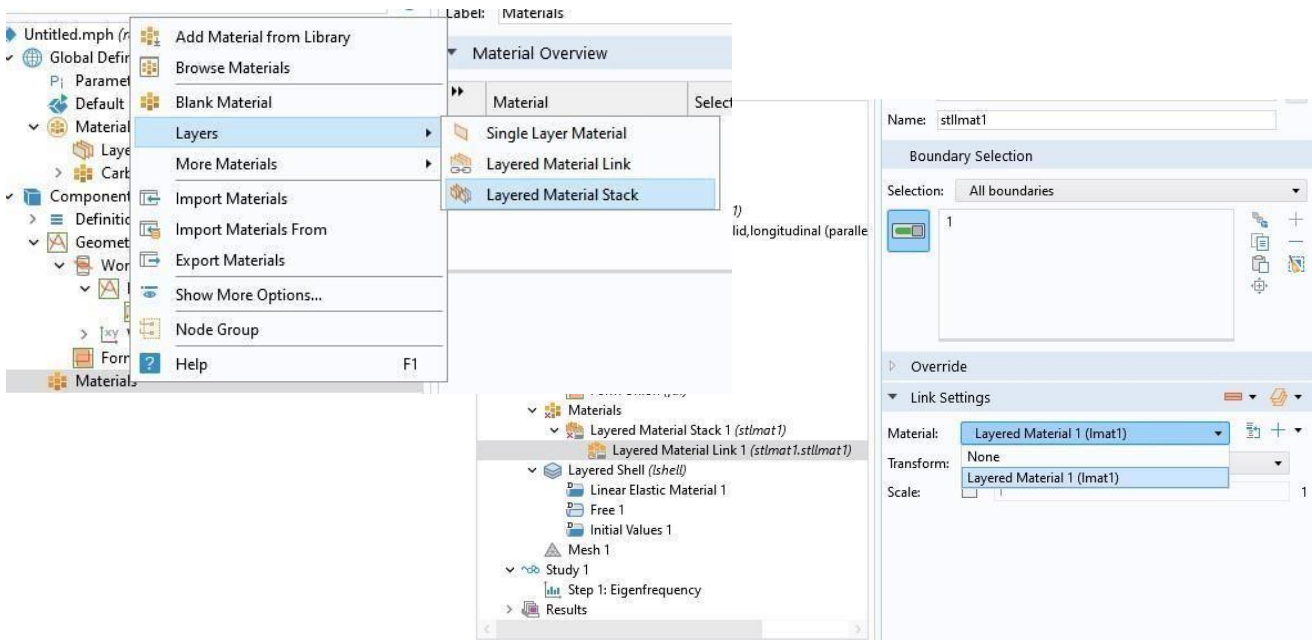 Label: Materials
Untitled.mph
Global Defin
Pi Paramet
Default
Material
Laye
Carb
Component
Definitio
Geomet
Wor
Form
Materials
Add Material from Library
Browse Materials
Blank Material
Layers
More Materials
Import Materials
Import Materials From
Export Materials
Show More Options...
Node Group
Help F1
Material Overview
Material Select
Single Layer Material
Layered Material Link
Layered Material Stack
1)
lid,longitudinal (paralle
Materials
Layered Material Stack 1 (stlmat1)
Layered Material Link 1 (stlmat1.stllmat1)
Layered Shell (lshell)
Linear Elastic Material 1
Free 1
Initial Values 1
Mesh 1
Study 1
Step 1: Eigenfrequency
Results
Name: stllmat1
Boundary Selection
Selection: All boundaries
1
Override
Link Settings
Material: Layered Material 1 (lmat1)
None
Transform:
Layered Material 1 (lmat1)
Scale: 1 1